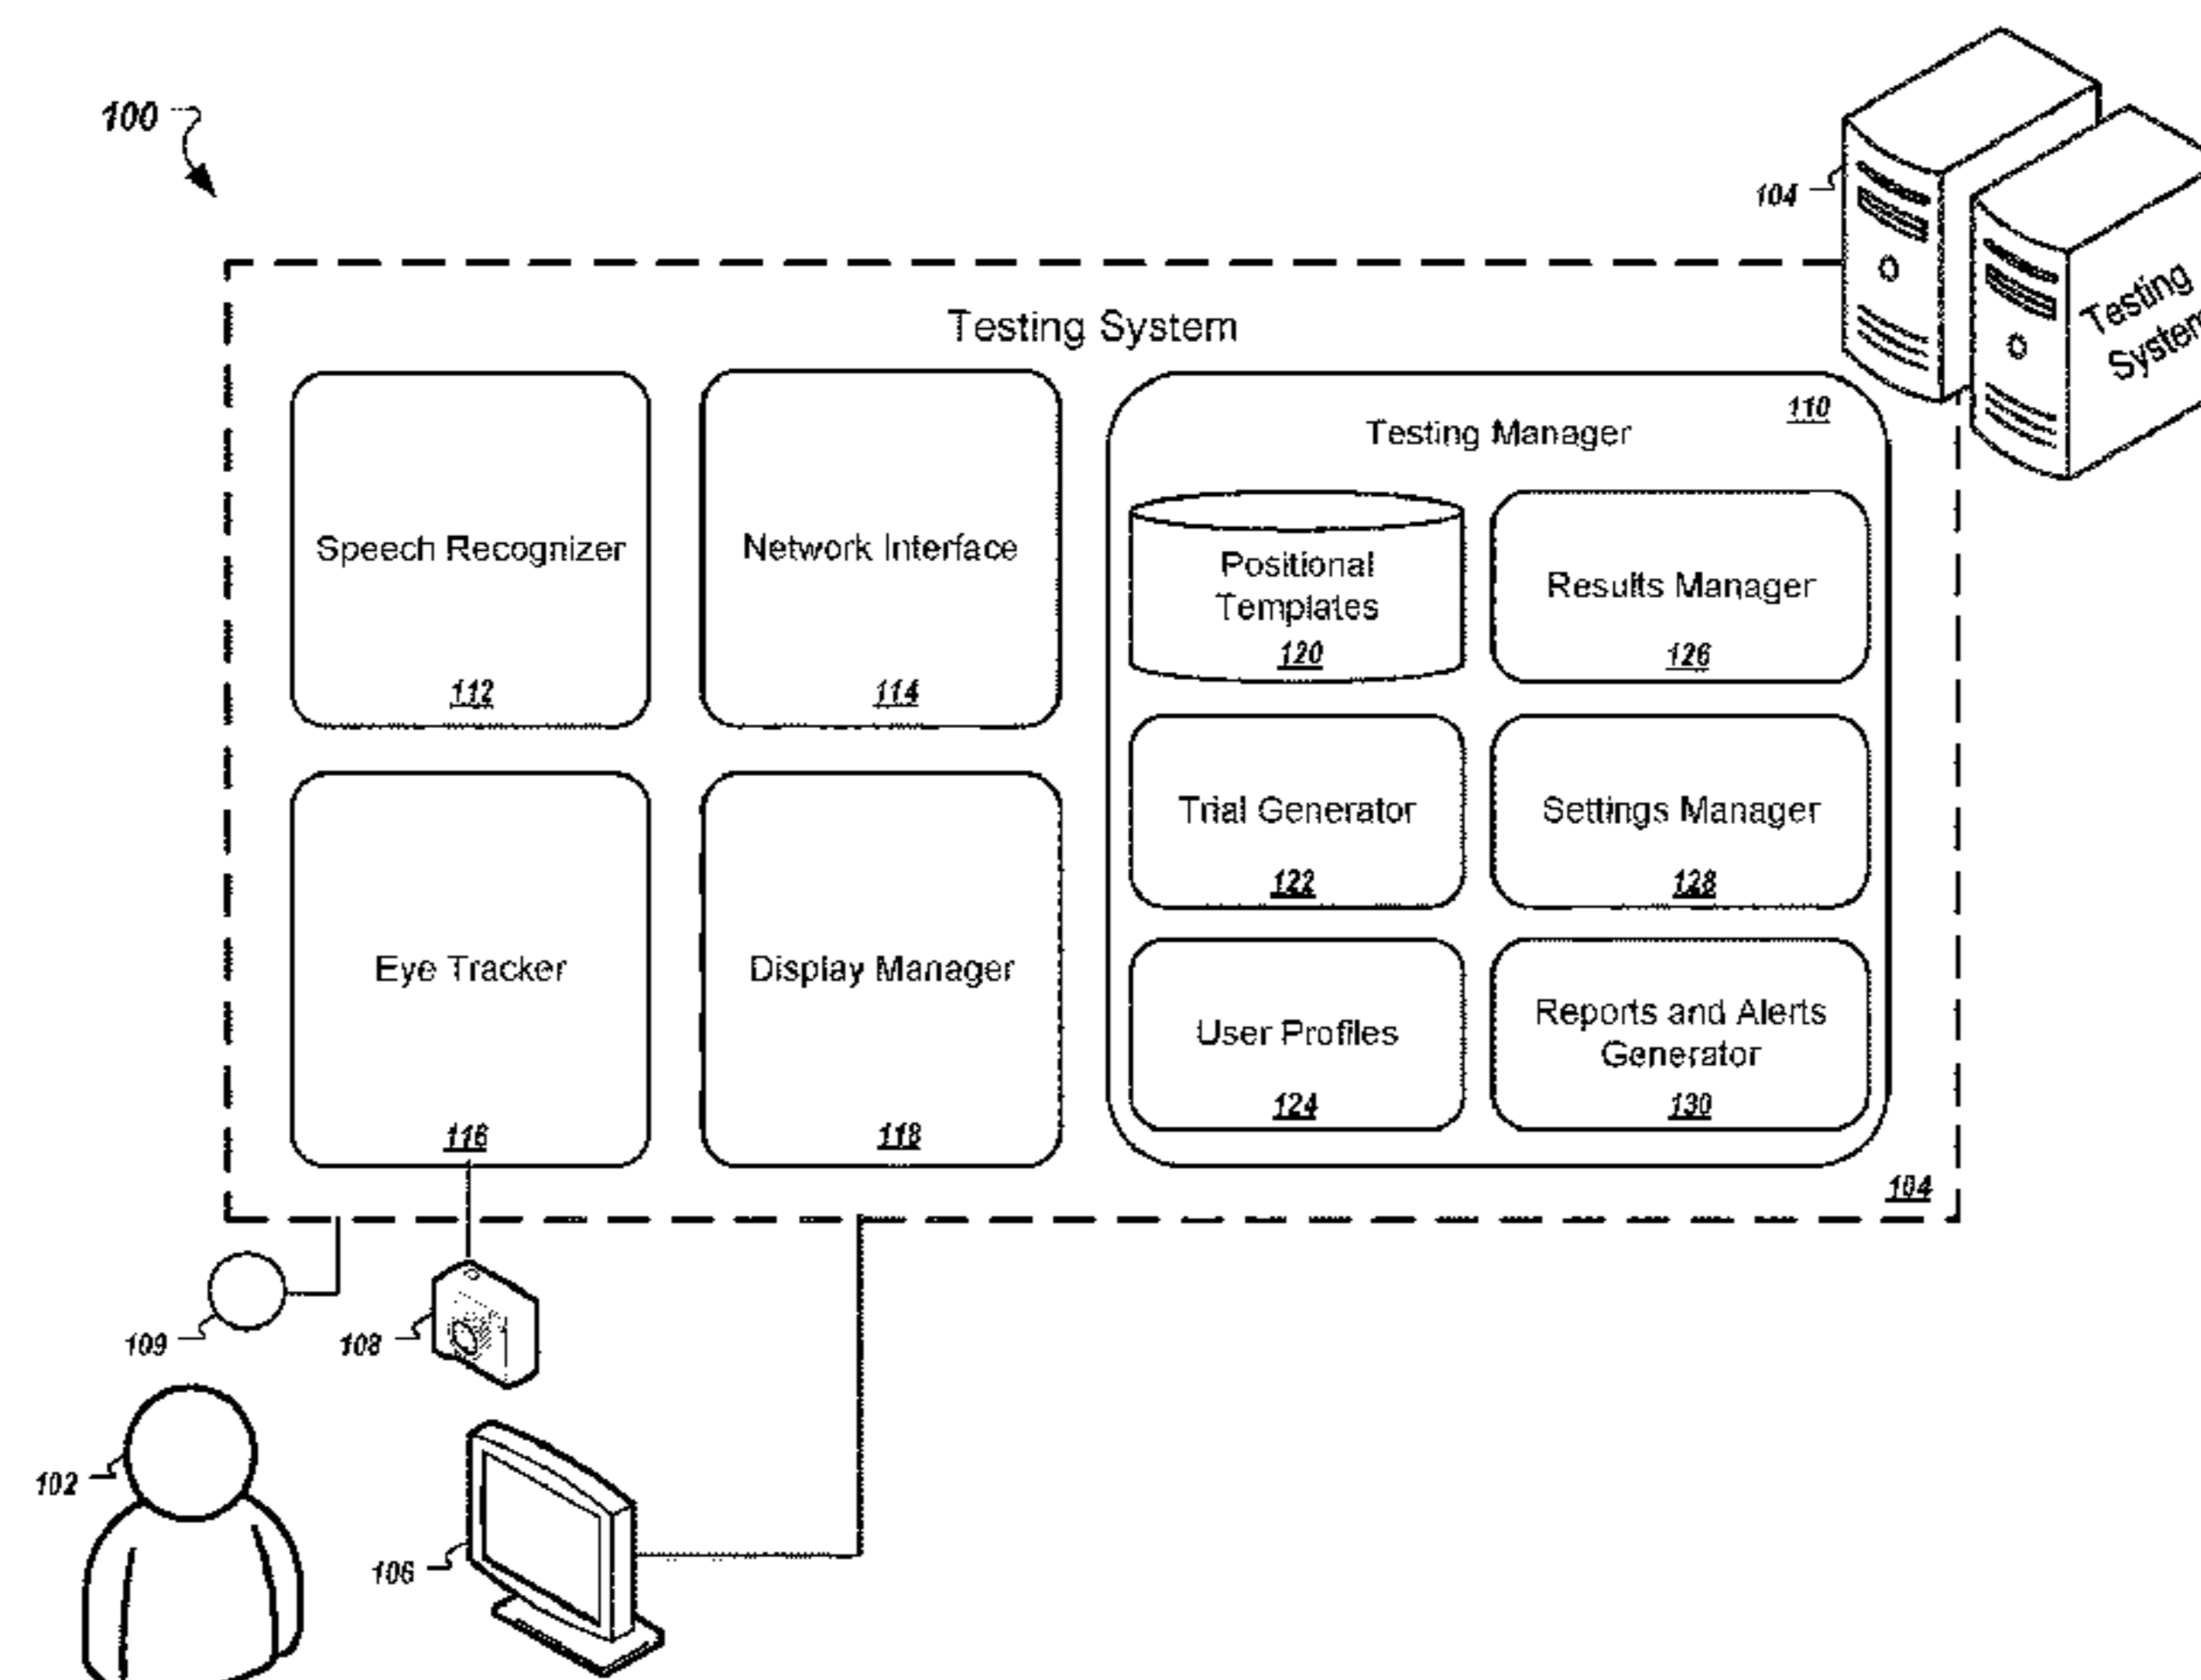 100
104
Testing
System
Testing System
110
Testing Manager
Speech Recognizer
112
Network Interface
114
Positional
Templates
120
Results Manager
126
Trial Generator
122
Settings Manager
128
Eye Tracker
116
Display Manager
118
User Profiles
124
Reports and Alerts
Generator
130
104
109
108
102
106